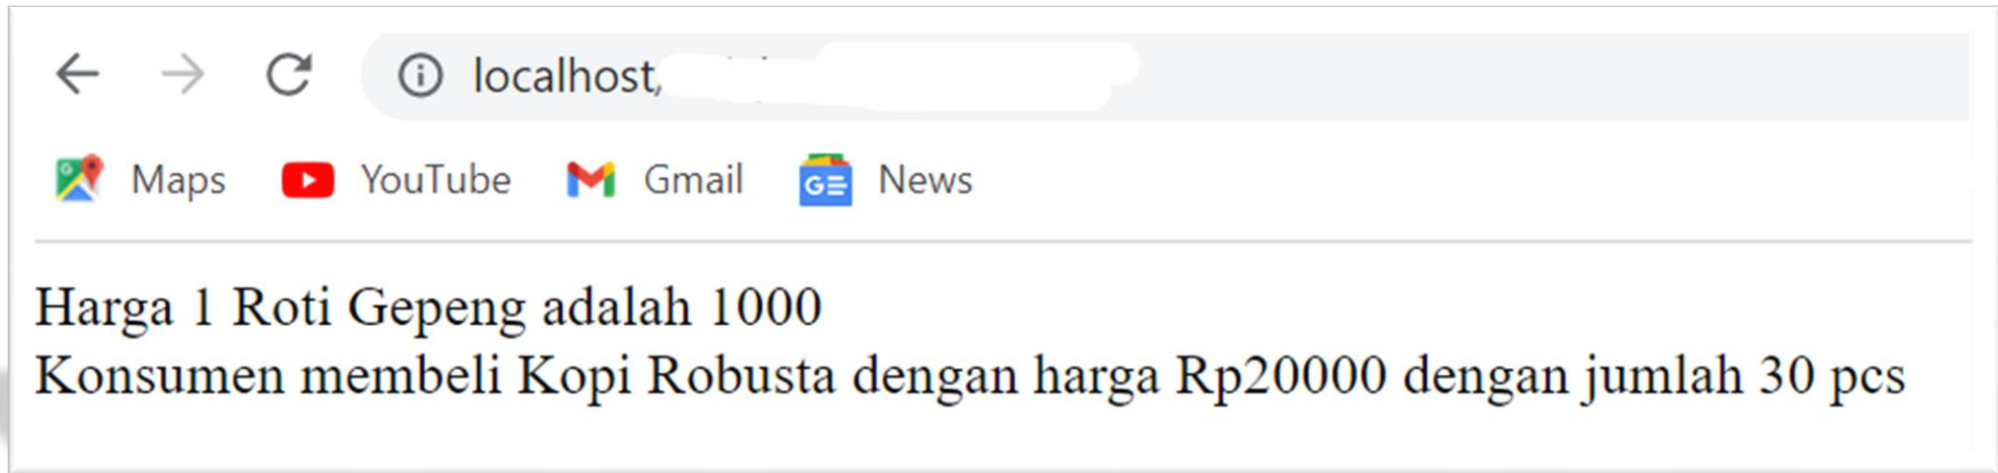 localhost
Maps YouTube Gmail GE News
Harga 1 Roti Gepeng adalah 1000
Konsumen membeli Kopi Robusta dengan harga Rp20000 dengan jumlah 30 pcs